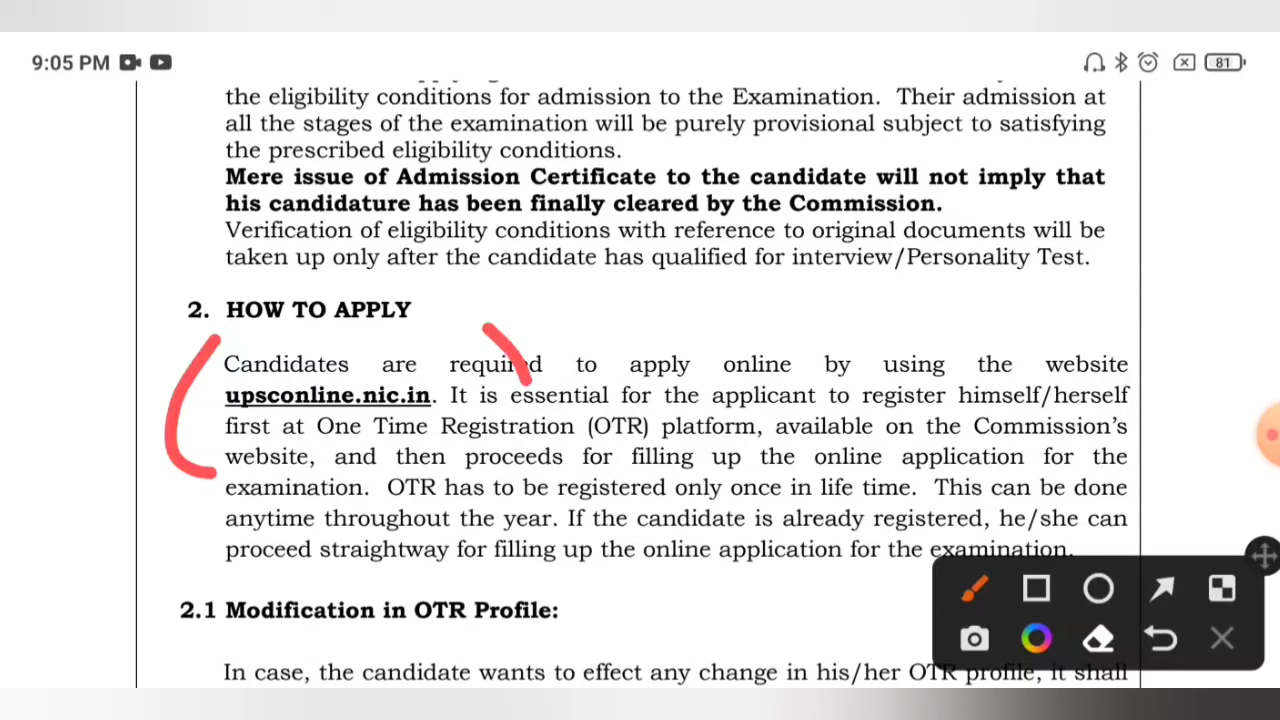 9:05 PM
81
the eligibility conditions for admission to the Examination. Their admission at
all the stages of the examination will be purely provisional subject to satisfying
the prescribed eligibility conditions.
Mere issue of Admission Certificate to the candidate will not imply that
his candidature has been finally cleared by the Commission.
Verification of eligibility conditions with reference to original documents will be
taken up only after the candidate has qualified for interview/Personality Test.
2. HOW TO APPLY
Candidates are required to apply online by using the website
upsconline.nic.in. It is essential for the applicant to register himself/herself
first at One Time Registration (OTR) platform, available on the Commission's
website, and then proceeds for filling up the online application for the
examination. OTR has to be registered only once in life time. This can be done
anytime throughout the year. If the candidate is already registered, he/she can
proceed straightway for filling up the online application for the examination.
2.1 Modification in OTR Profile:
In case, the candidate wants to effect any change in his/her OTR profile, it shall